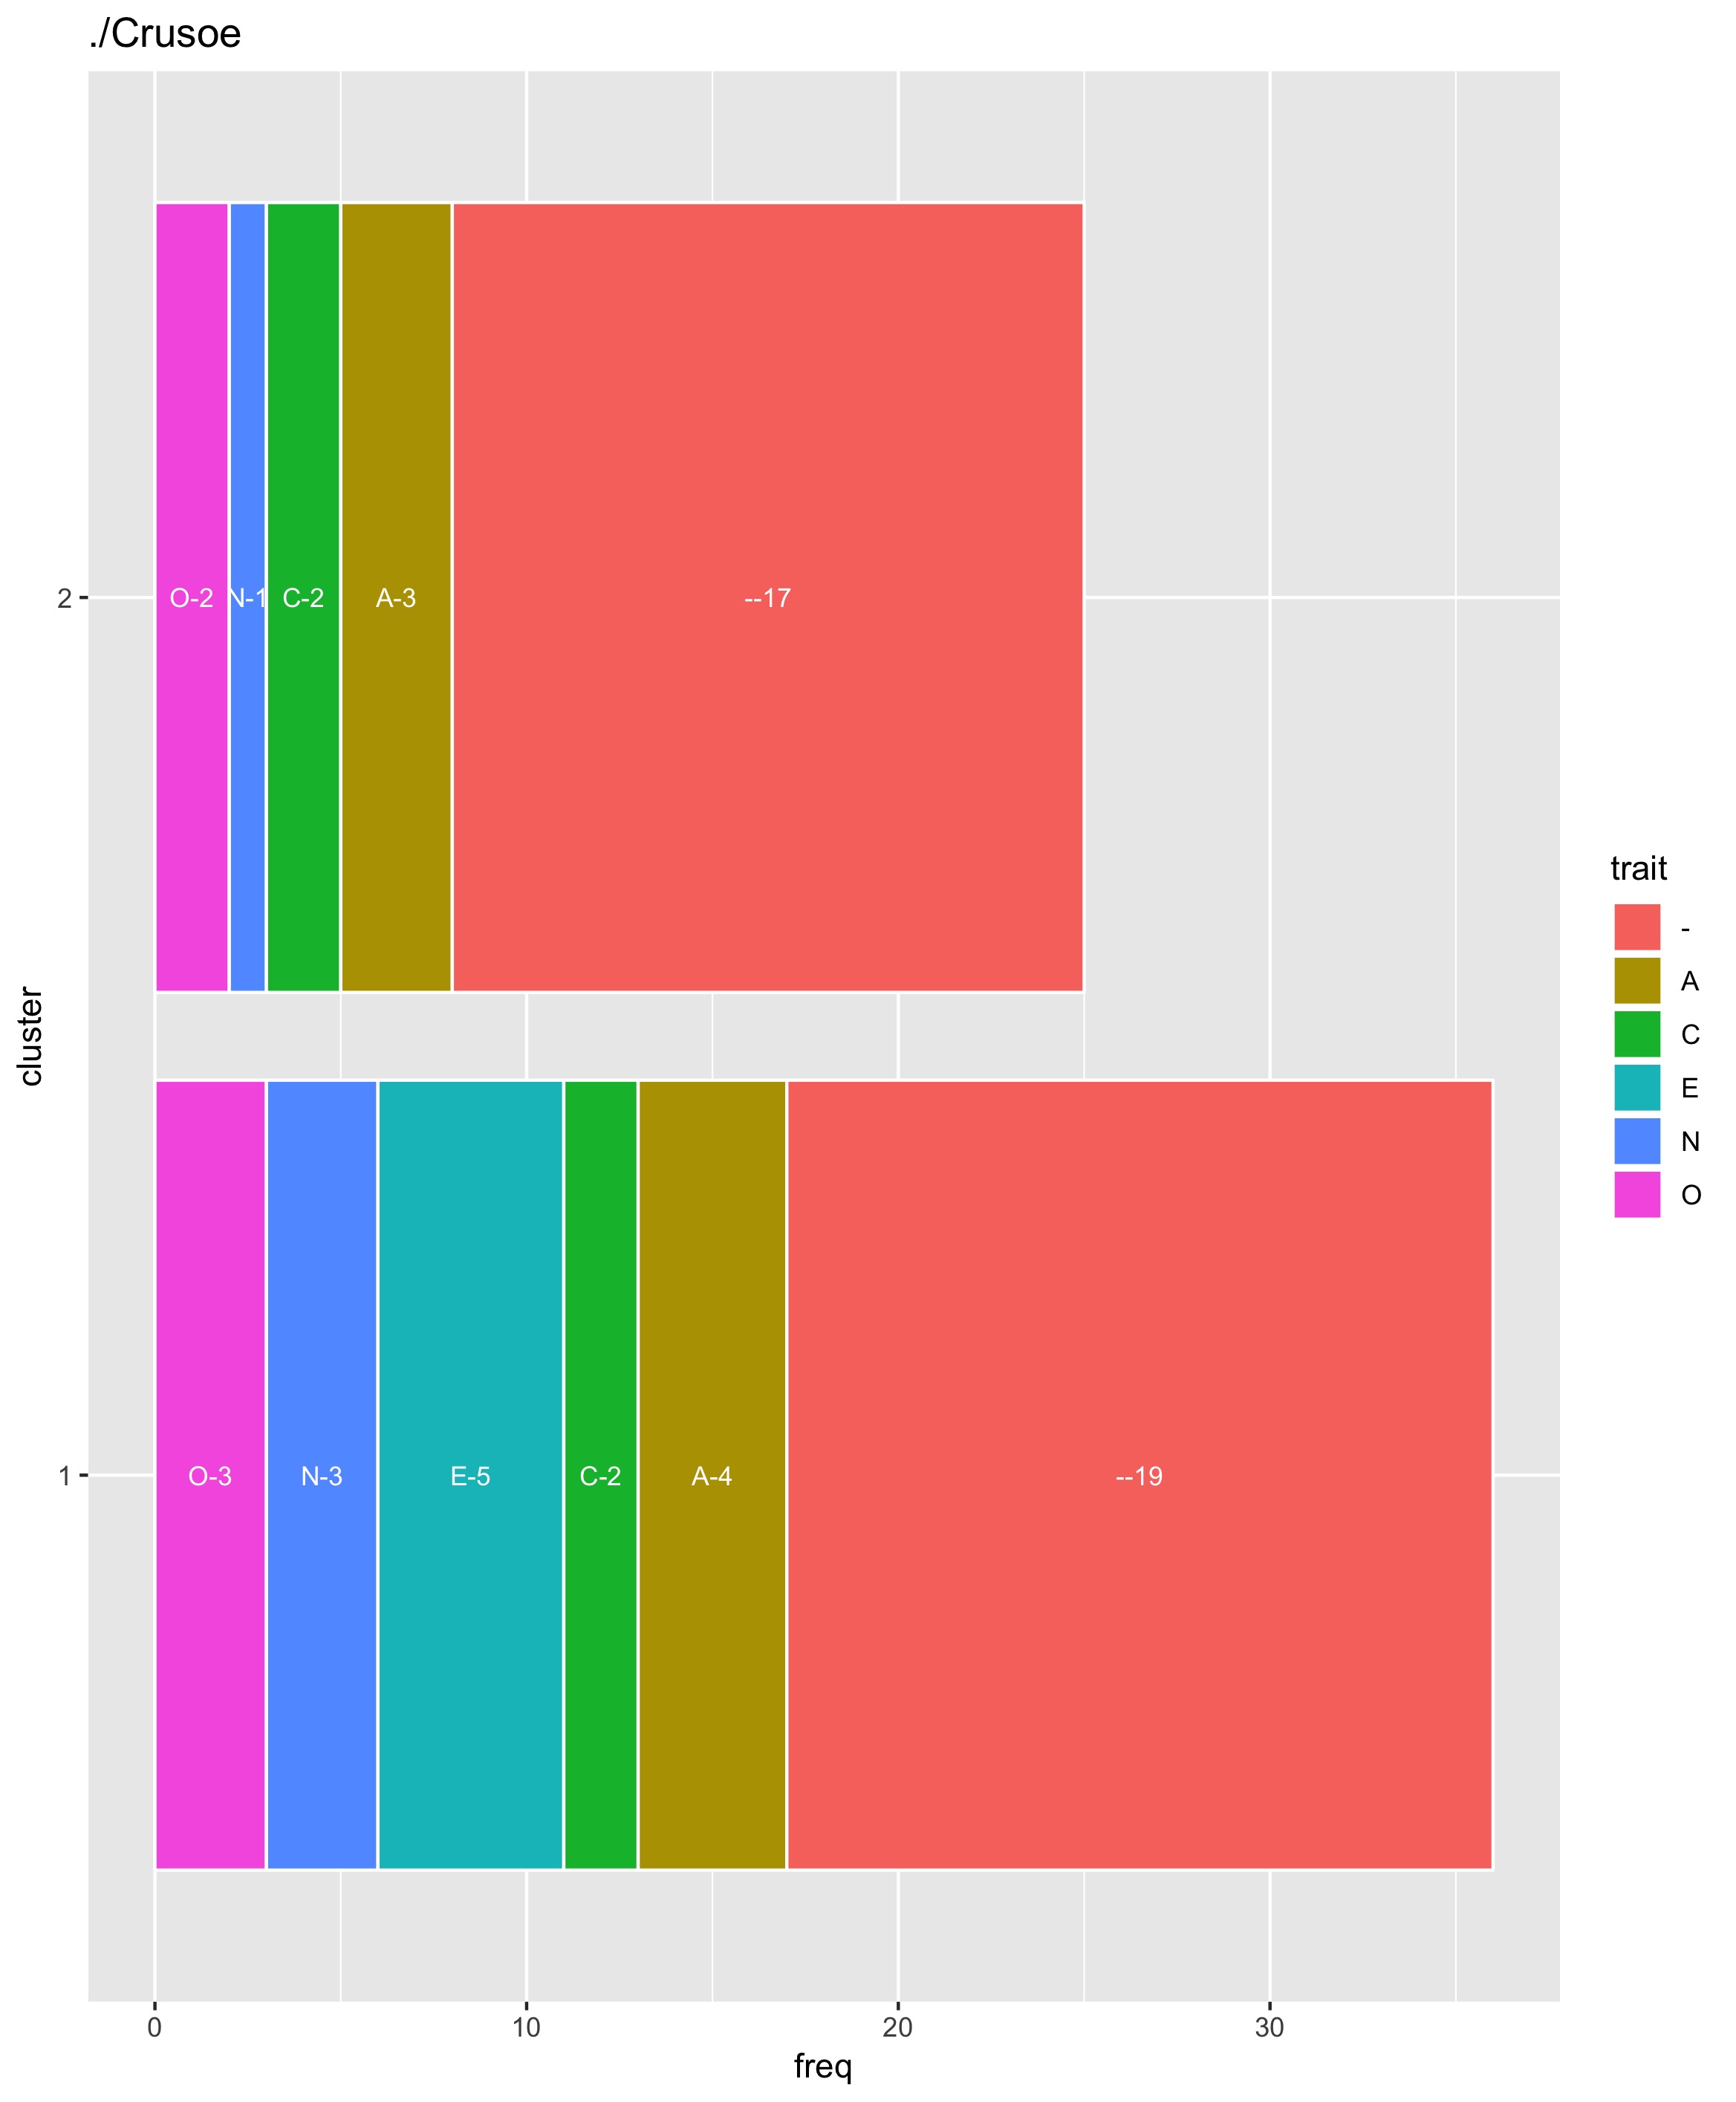 ./Crusoe
2
O-2 N-1 C-2 A-3 --17
cluster
1
O-3 N-3 E-5 C-2 A-4 --19
0 10 20 30
freq
trait
-
A
C
E
N
O